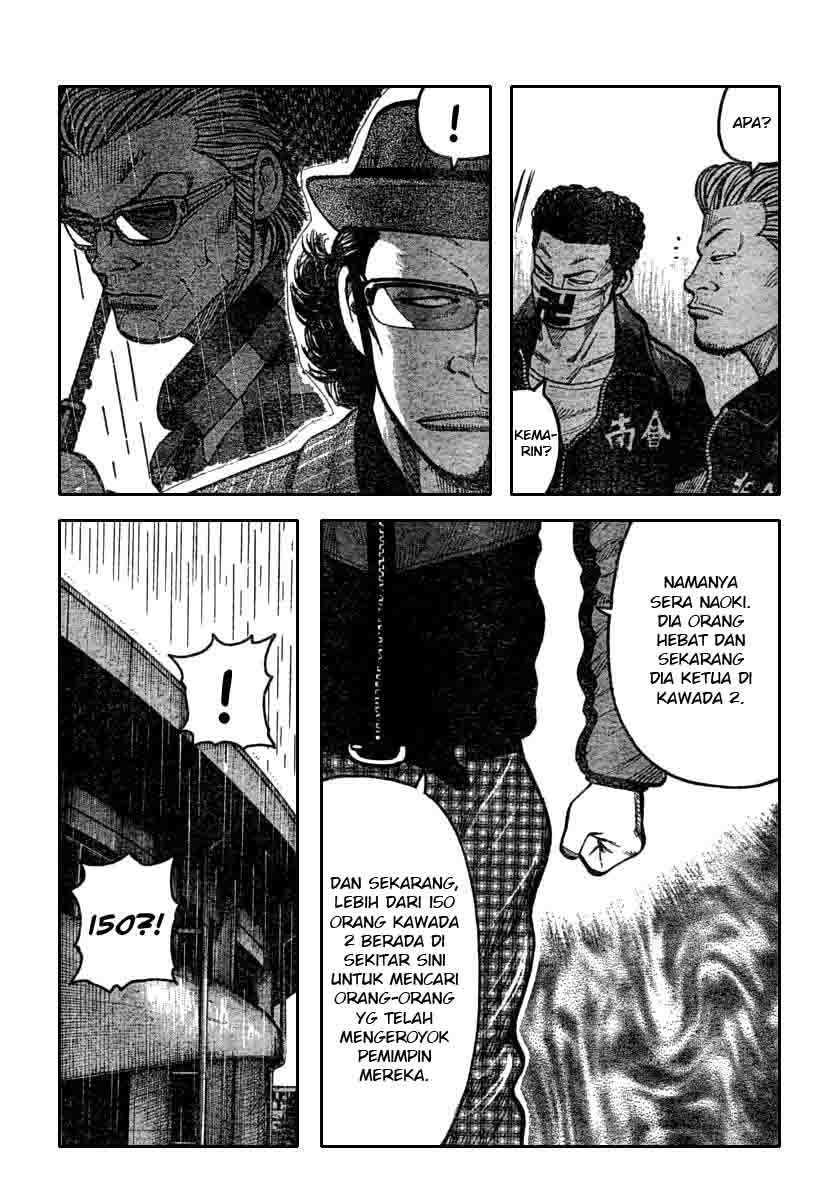 APA?
...
KEMA-
RIN?
!
NAMANYA
SERA NAOKI.
DIA ORANG
HEBAT DAN
SEKARANG
DIA KETUA DI
KAWADA 2.
DAN SEKARANG,
LEBIH DARI 150
ORANG KAWADA
2 BERADA DI
SEKITAR SINI
UNTUK MENCARI
ORANG-ORANG
YG TELAH
MENGEROYOK
PEMIMPIN
MEREKA.
!
150?!